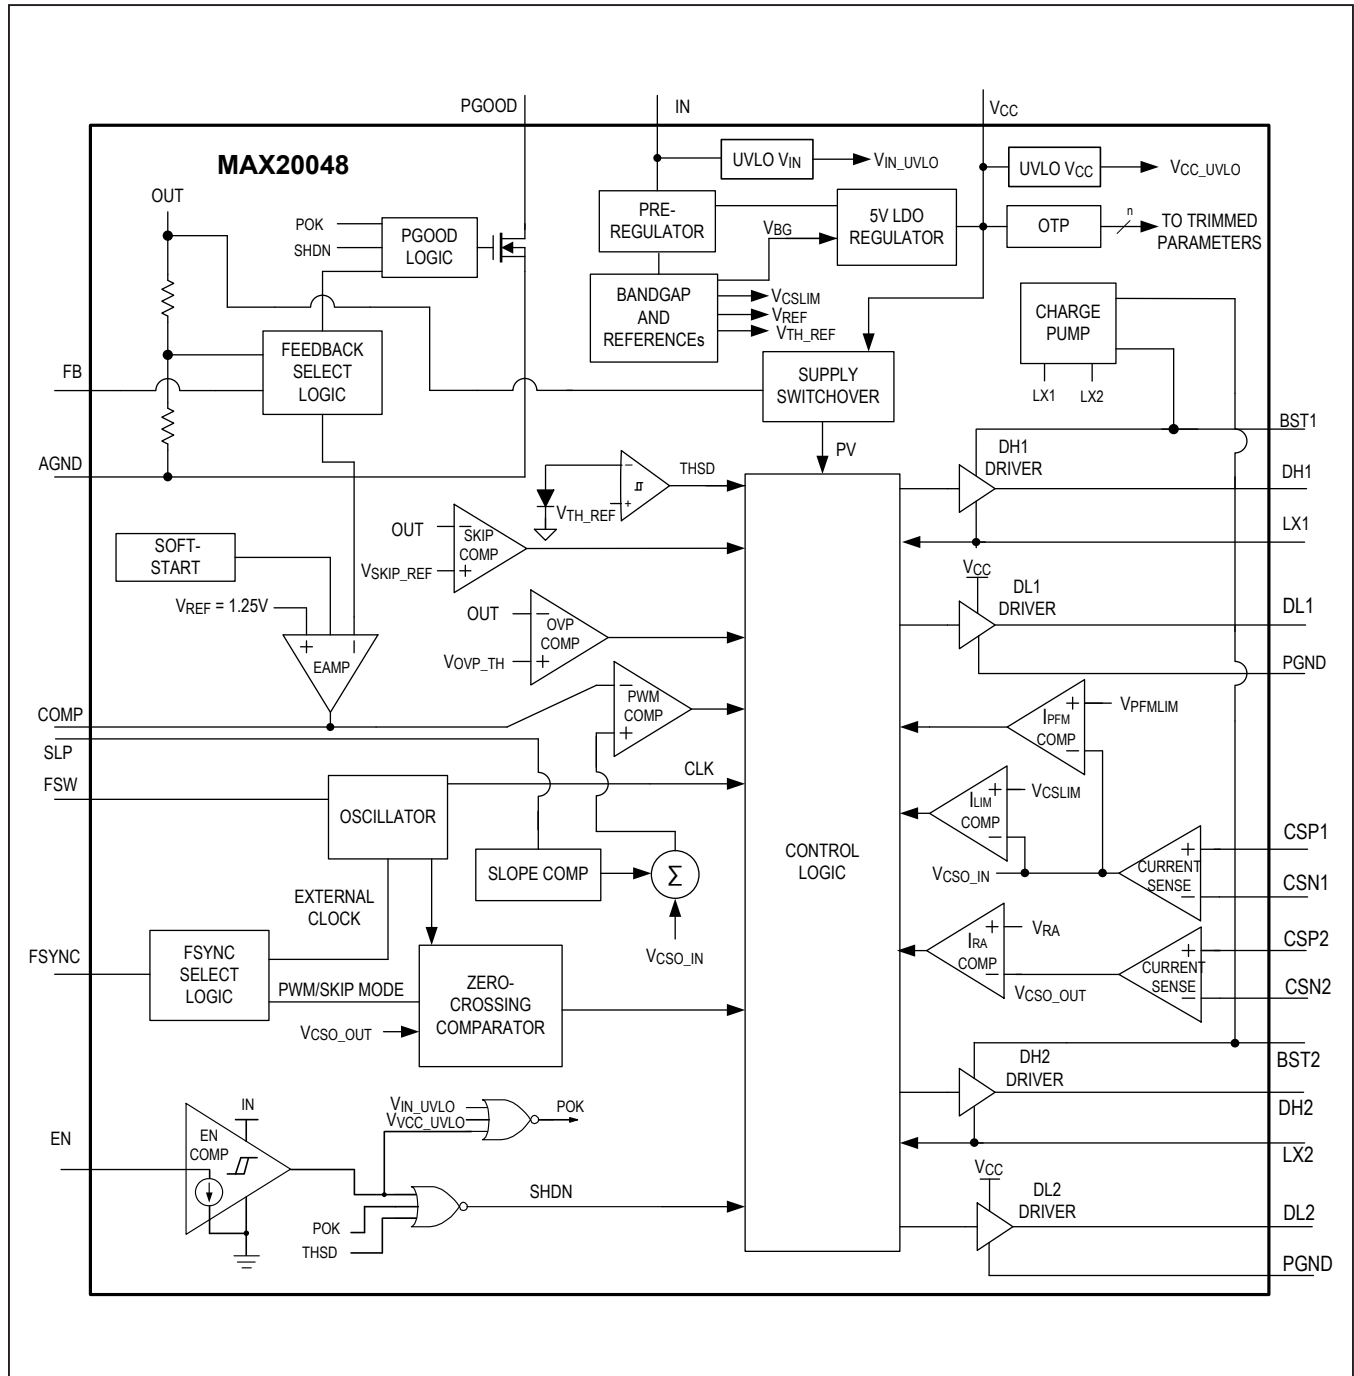 PGOOD
IN
VCC
MAX20048
OUT
POK
SHDN
PGOOD
LOGIC
UVLO VIN
VIN_UVLO
UVLO VCC
VCC_UVLO
PRE-
REGULATOR
5V LDO
REGULATOR
OTP
n
TO TRIMMED
PARAMETERS
VBG
BANDGAP
AND
REFERENCEs
VCSLIM
VREF
VTH_REF
CHARGE
PUMP
LX1
LX2
FB
FEEDBACK
SELECT
LOGIC
SUPPLY
SWITCHOVER
PV
AGND
BST1
DH1
DRIVER
DH1
THSD
−
+
VTH_REF
OUT
−
SKIP
COMP
+
VSKIP_REF
LX1
SOFT-
START
VREF = 1.25V
+
−
EAMP
VCC
DL1
DRIVER
DL1
OUT
−
OVP
COMP
+
VOVP_TH
PGND
COMP
−
PWM
COMP
+
+
IPFM
COMP
−
VPFMLIM
SLP
FSW
OSCILLATOR
CLK
+
ILIM
COMP
−
VCSLIM
CONTROL
LOGIC
SLOPE COMP
Σ
VCSO_IN
VCSO_IN
+
CURRENT
SENSE
−
CSP1
CSN1
EXTERNAL
CLOCK
FSYNC
FSYNC
SELECT
LOGIC
PWM/SKIP MODE
VCSO_OUT
ZERO-
CROSSING
COMPARATOR
+
IRA
COMP
−
VRA
VCSO_OUT
+
CURRENT
SENSE
−
CSP2
CSN2
BST2
DH2
DRIVER
DH2
LX2
EN
IN
EN
COMP
VIN_UVLO
VVCC_UVLO
POK
SHDN
POK
THSD
VCC
DL2
DRIVER
DL2
PGND